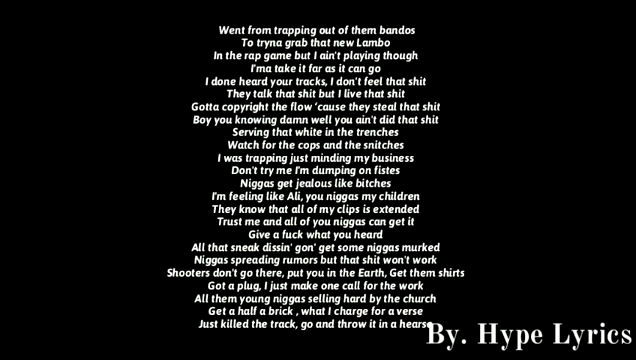 Went from trapping out of them bandos
To tryna grab that new Lambo
In the rap game but I ain't playing though
I'ma take it far as it can go
I done heard your tracks, I don't feel that shit
They talk that shit but I live that shit
Gotta copyright the flow ‘cause they steal that shit
Boy you knowing damn well you ain't did that shit
Serving that white in the trenches
Watch for the cops and the snitches
I was trapping just minding my business
Don't try me I'm dumping on fistes
Niggas get jealous like bitches
I'm feeling like Ali, you niggas my children
They know that all of my clips is extended
Trust me and all of you niggas can get it
Give a fuck what you heard
All that sneak dissin' gon' get some niggas murked
Niggas spreading rumors but that shit won't work
Shooters don't go there, put you in the Earth, Get them shirts
Got a plug, I just make one call for the work
All them young niggas selling hard by the church
Get a half a brick , what I charge for a verse
Just killed the track, go and throw it in a hearse
By. Hype Lyrics